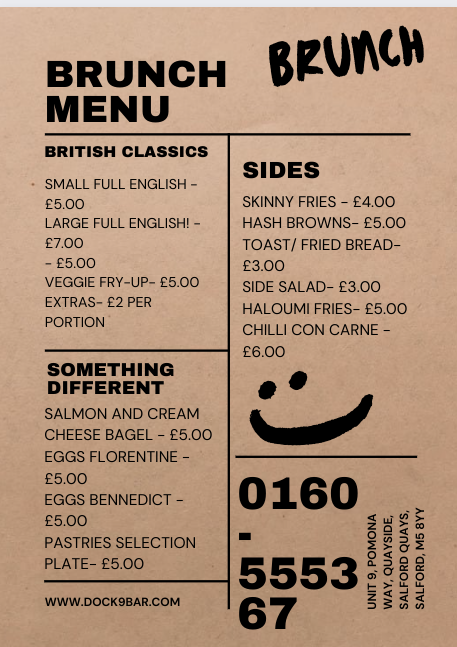 BRUNCH
BRUNCH
MENU
BRITISH CLASSICS
SMALL FULL ENGLISH -
£5.00
LARGE FULL ENGLISH! -
£7.00
- £5.00
VEGGIE FRY-UP- £5.00
EXTRAS- £2 PER
PORTION
SOMETHING
DIFFERENT
SALMON AND CREAM
CHEESE BAGEL - £5.00
EGGS FLORENTINE -
£5.00
EGGS BENNEDICT -
£5.00
PASTRIES SELECTION
PLATE- £5.00
WWW.DOCK9BAR.COM
SIDES
SKINNY FRIES - £4.00
HASH BROWNS- £5.00
TOAST/ FRIED BREAD-
£3.00
SIDE SALAD- £3.00
HALOUMI FRIES- £5.00
CHILLI CON CARNE -
£6.00
0160
-
5553
67
UNIT 9, POMONA
WAY, QUAYSIDE,
SALFORD QUAYS,
SALFORD, M5 8YY